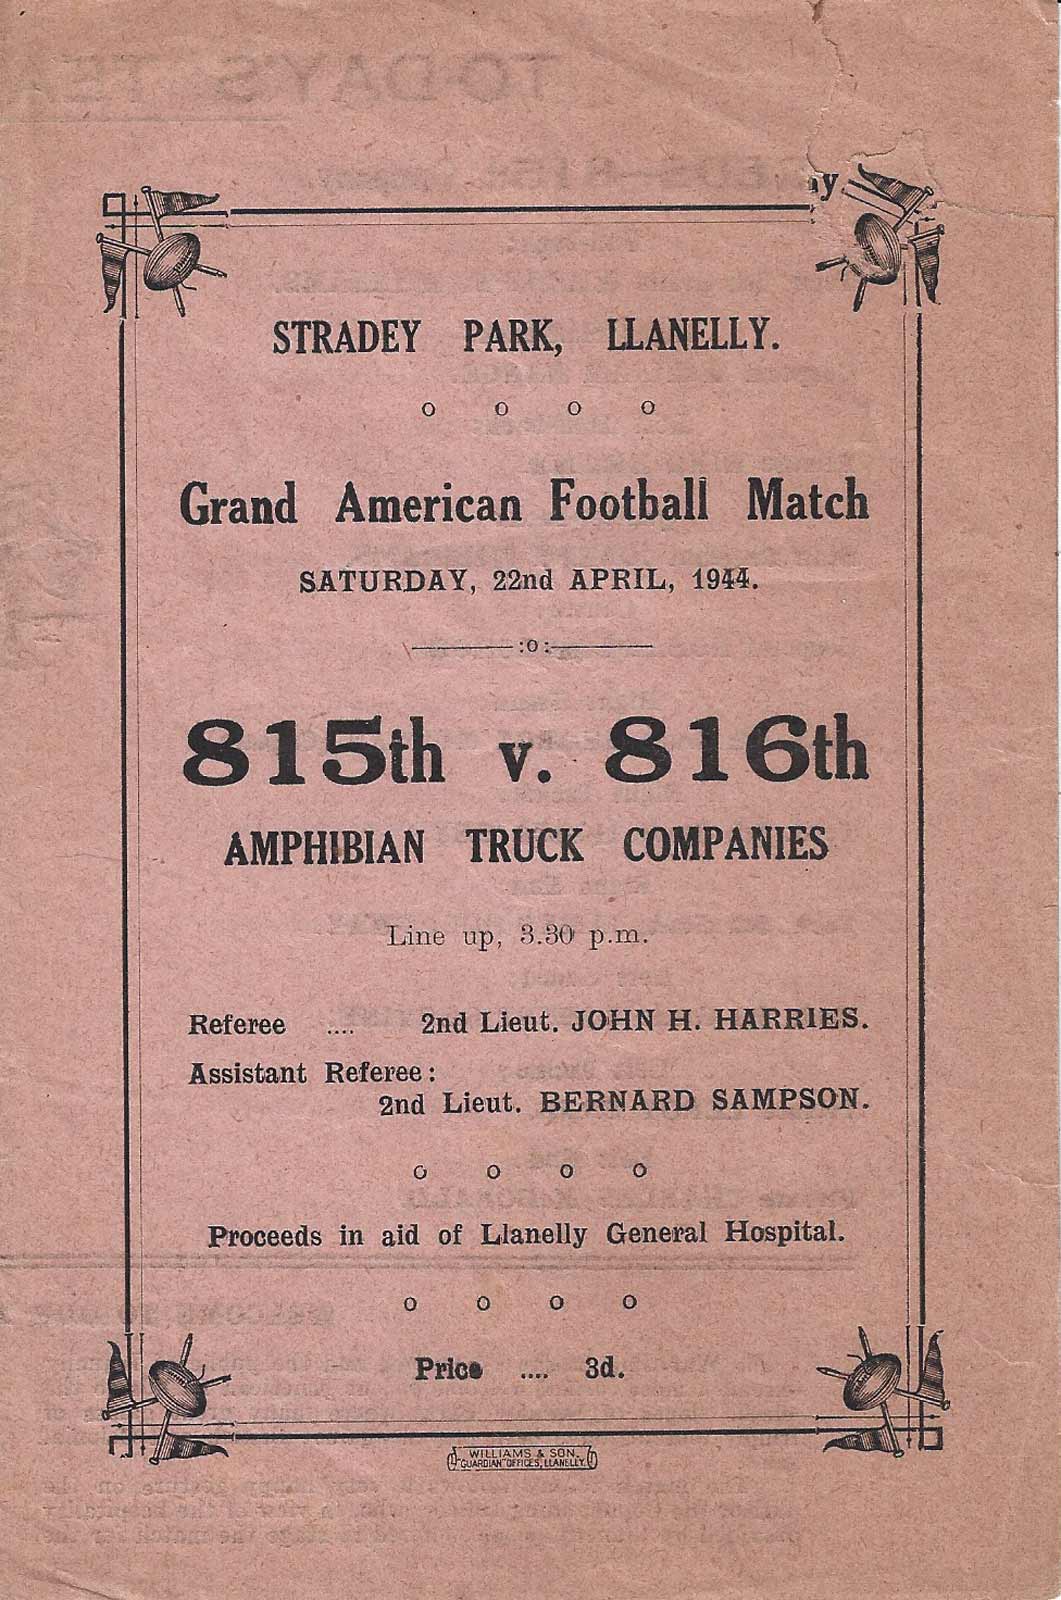 STRADEY PARK, LLANELLY.
o o o o
Grand American Football Match
SATURDAY, 22nd APRIL, 1944.
:o:
815th v. 816th
AMPHIBIAN TRUCK COMPANIES
Line up, 3.30 p.m.
Referee .... 2nd Lieut. JOHN H. HARRIES.
Assistant Referee:
2nd Lieut. BERNARD SAMPSON.
o o o o
Proceeds in aid of Llanelly General Hospital.
o o o o
Price .... 3d.
WILLIAMS & SON,
"GUARDIAN" OFFICES, LLANELLY.